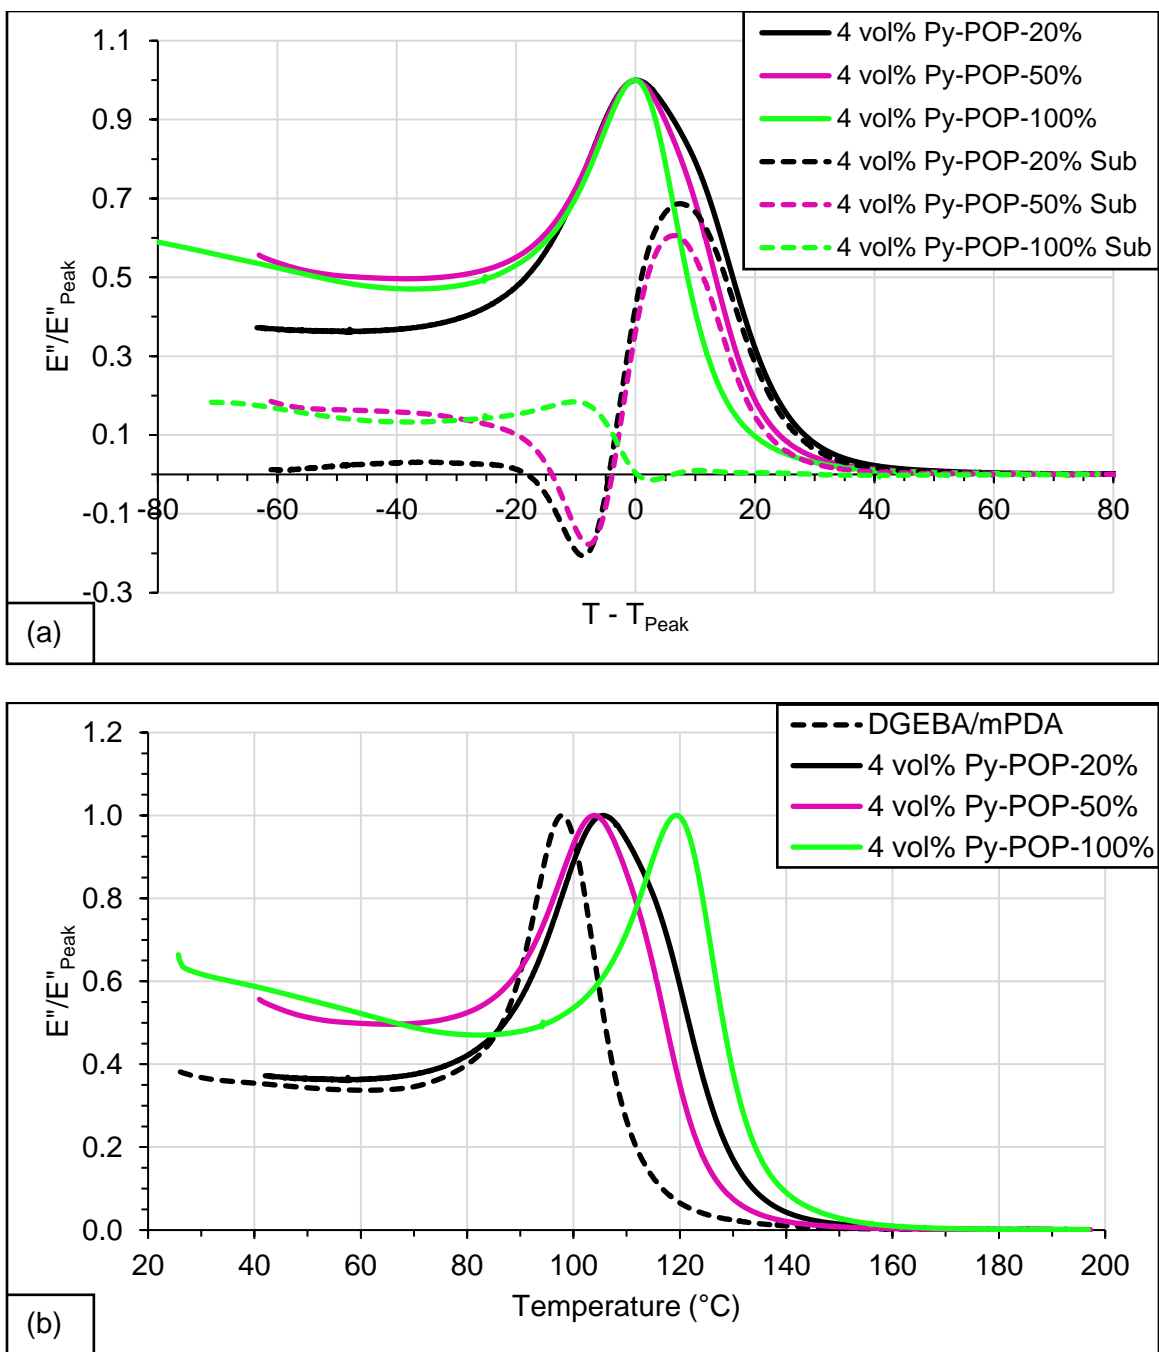 1.1
0.9
0.7
0.5
0.3
0.1
-0.1
-0.3
E"/E"Peak
-80
-60
-40
-20
0
20
40
60
80
T - TPeak
4 vol% Py-POP-20%
4 vol% Py-POP-50%
4 vol% Py-POP-100%
4 vol% Py-POP-20% Sub
4 vol% Py-POP-50% Sub
4 vol% Py-POP-100% Sub
(a)
1.2
1.0
0.8
0.6
0.4
0.2
0.0
E"/E"Peak
20
40
60
80
100
120
140
160
180
200
Temperature (°C)
DGEBA/mPDA
4 vol% Py-POP-20%
4 vol% Py-POP-50%
4 vol% Py-POP-100%
(b)